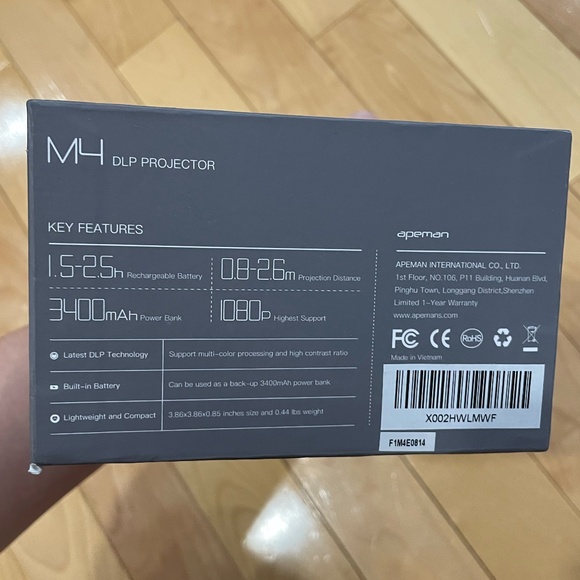 M4 DLP PROJECTOR
KEY FEATURES
1.5-2.5h Rechargeable Battery
0.8-2.6m Projection Distance
3400mAh Power Bank
1080p Highest Support
Latest DLP Technology
Support multi-color processing and high contrast ratio
Built-in Battery
Can be used as a back-up 3400mAh power bank
Lightweight and Compact
3.86x3.86x0.85 inches size and 0.44 lbs weight
apeman
APEMAN INTERNATIONAL CO., LTD.
1st Floor, NO.106, P11 Building, Huanan Blvd,
Pinghu Town, Longgang District,Shenzhen
Limited 1-Year Warranty
www.apemans.com
FC CE RoHS
Made in Vietnam
X002HWLMWF
F1M4E0814